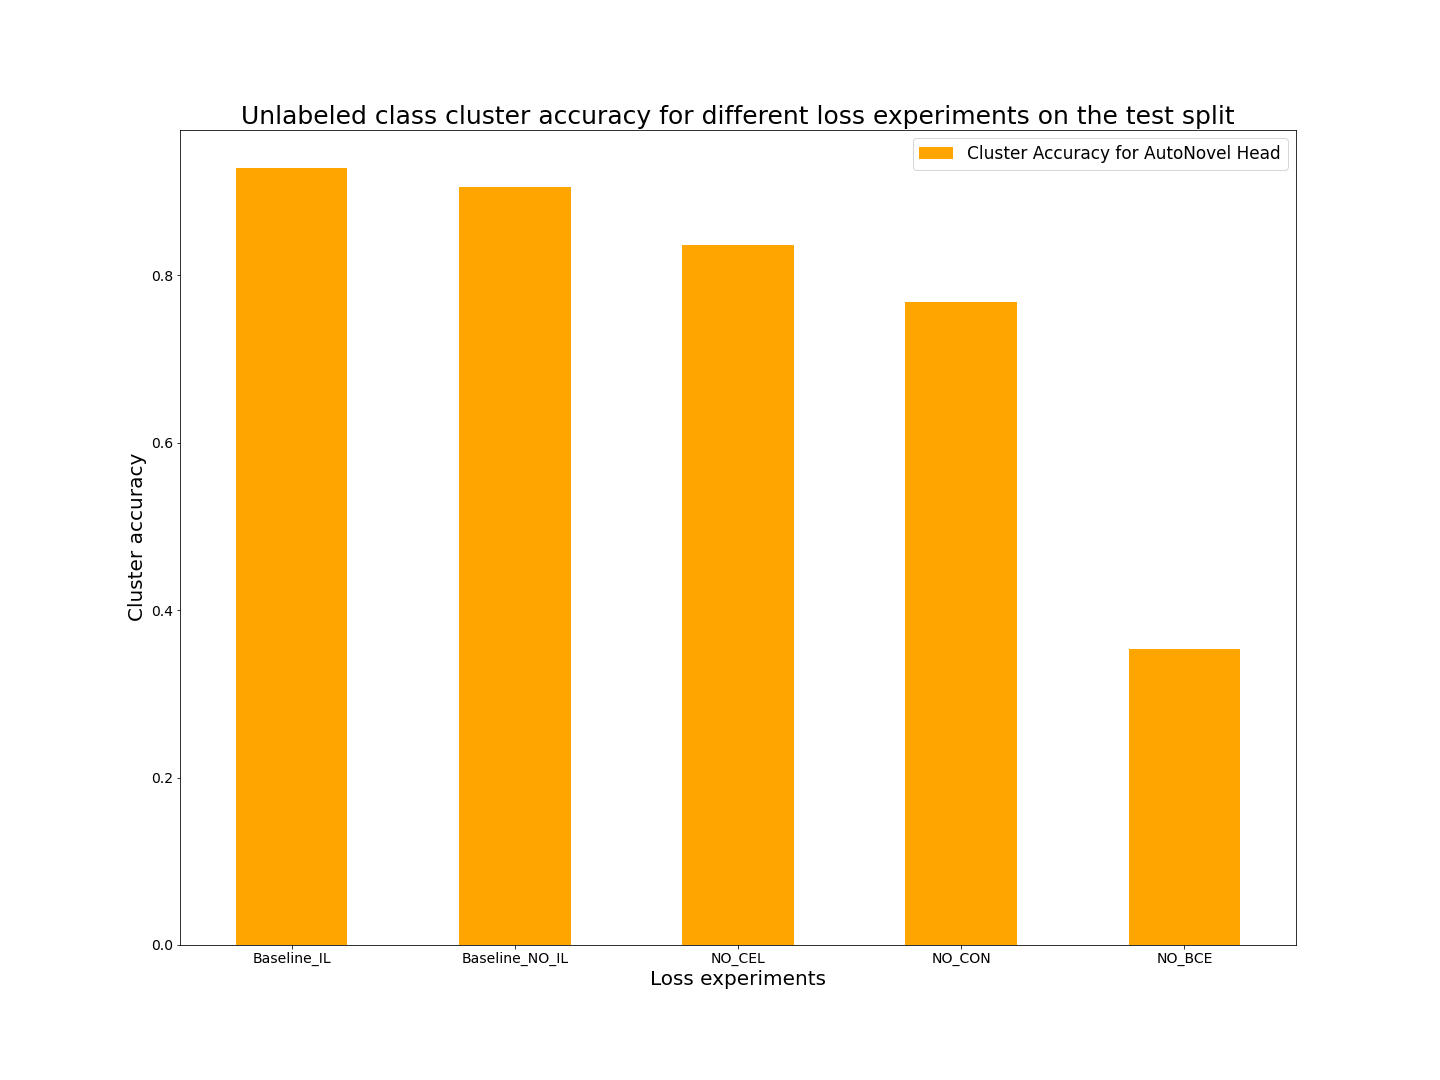 Unlabeled class cluster accuracy for different loss experiments on the test split
Cluster Accuracy for AutoNovel Head
Cluster accuracy
0.8
0.6
0.4
0.2
0.0
Baseline_IL
Baseline_NO_IL
NO_CEL
NO_CON
NO_BCE
Loss experiments